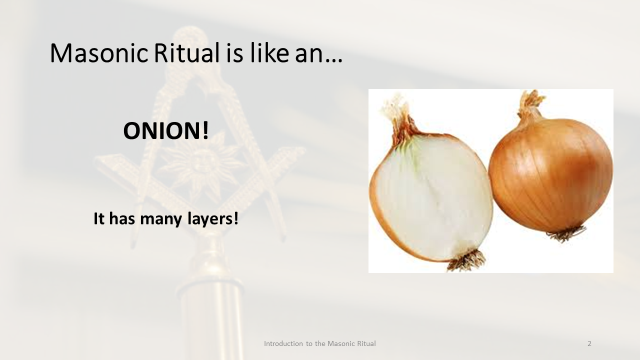 Masonic Ritual is like an…
ONION!
It has many layers!
Introduction to the Masonic Ritual
2